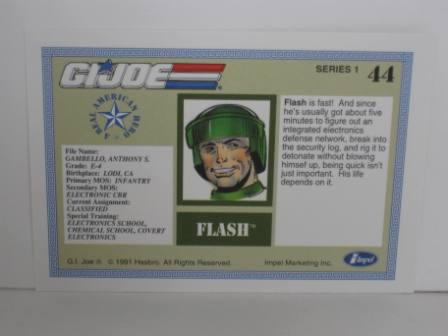 G.I. JOE
SERIES 1 44
A REAL AMERICAN HERO
File Name:
GAMBELLO, ANTHONY S.
Grade: E-4
Birthplace: LODI, CA
Primary MOS: INFANTRY
Secondary MOS:
ELECTRONIC CBR
Current Assignment:
CLASSIFIED
Special Training:
ELECTRONICS SCHOOL,
CHEMICAL SCHOOL, COVERT
ELECTRONICS
FLASH™
Flash is fast! And since
he's usually got about five
minutes to figure out an
integrated electronics
defense network, break into
the security log, and rig it to
detonate without blowing
himself up, being quick isn't
just important. His life
depends on it.
G.I. Joe ® © 1991 Hasbro. All Rights Reserved.
Impel Marketing Inc.
impel